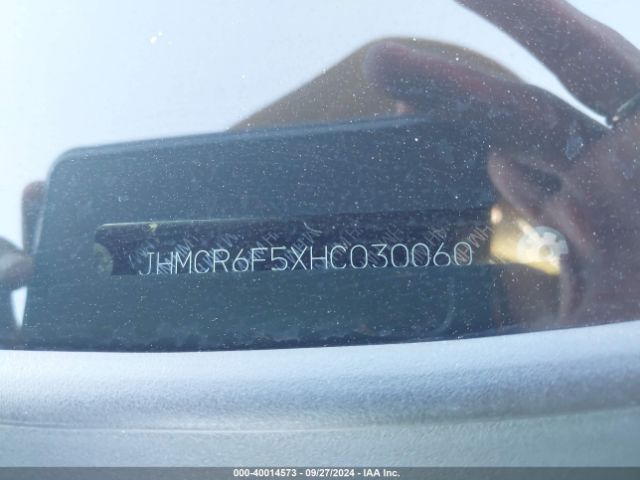 JHMCR6F5XHC030060
000-40014573 - 09/27/2024 - IAA Inc.